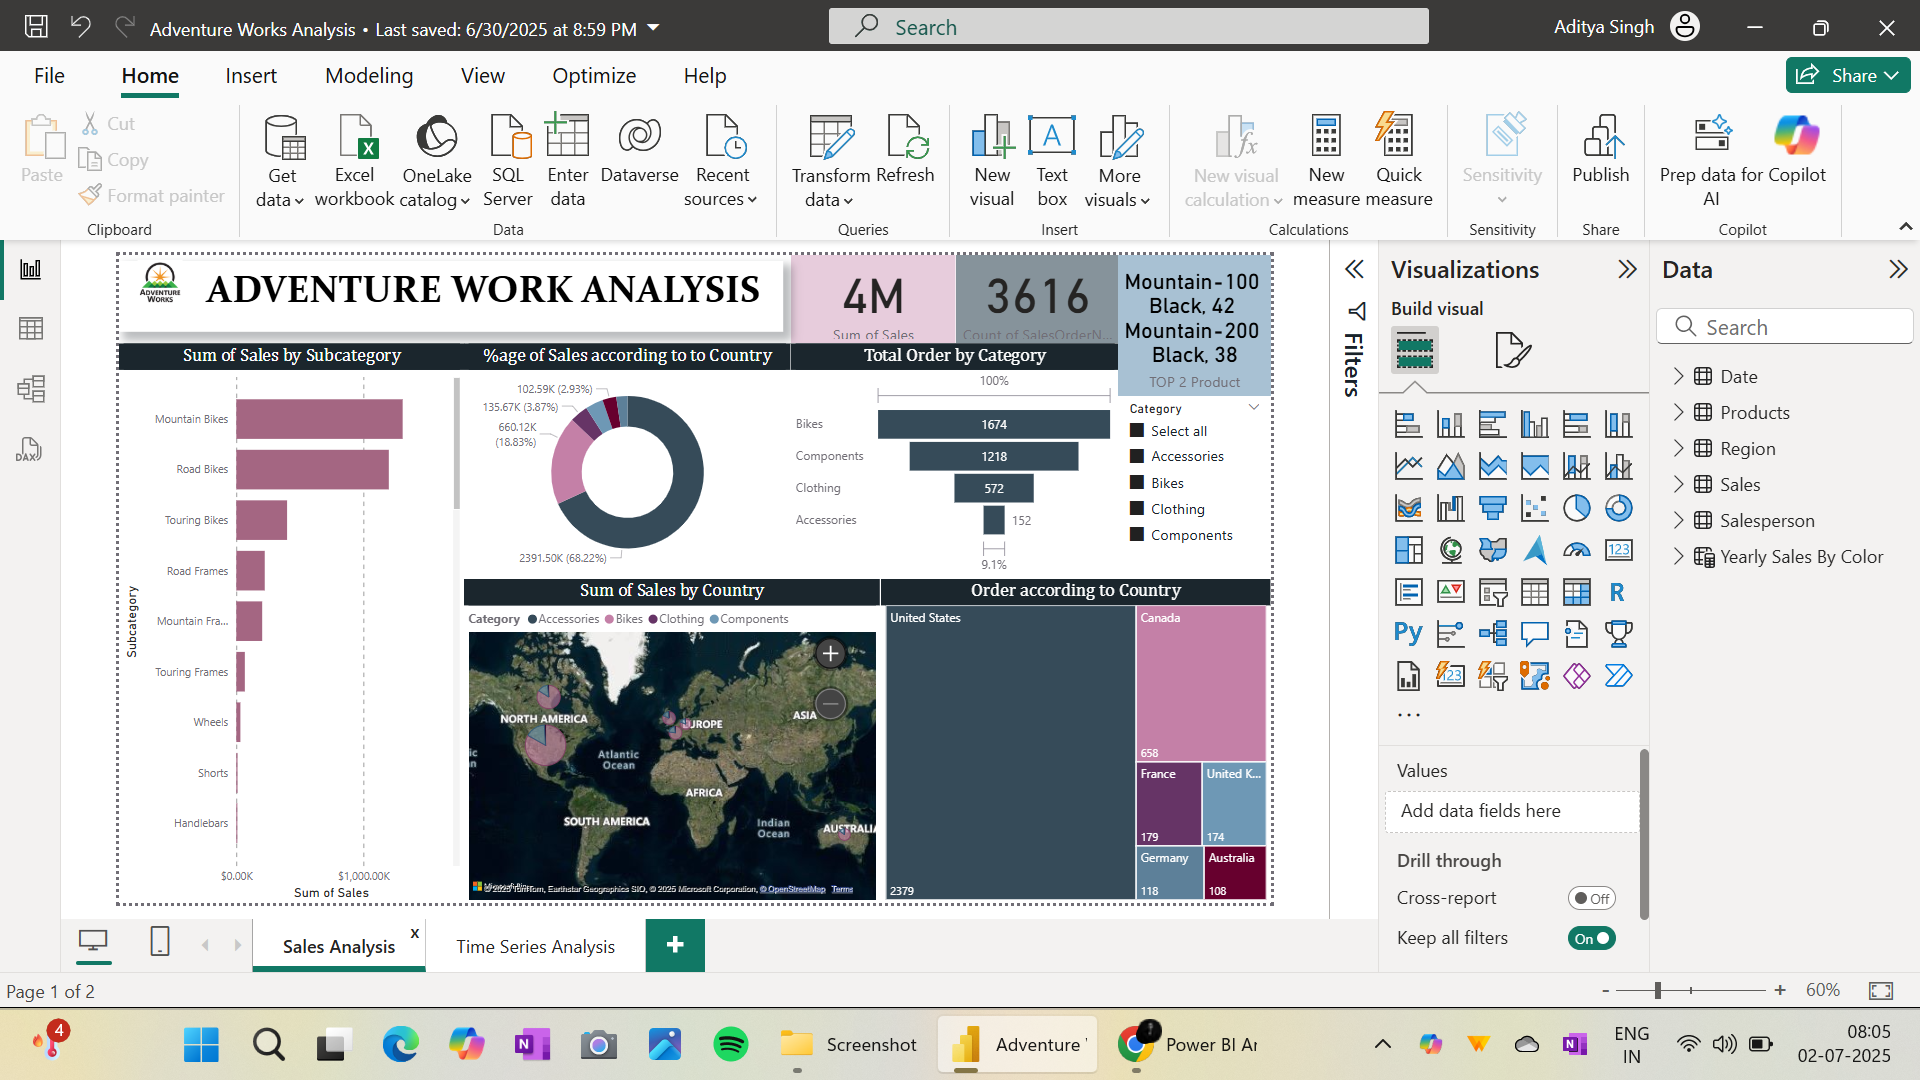 Adventure Works Analysis • Last saved: 6/30/2025 at 8:59 PM
Search
Aditya Singh
File
Home
Insert
Modeling
View
Optimize
Help
Share
Paste
Cut
Copy
Format painter
Clipboard
Get data
Excel workbook
OneLake catalog
SQL Server
Enter data
Dataverse
Recent sources
Data
Transform data
Refresh
Queries
New visual
Text box
More visuals
Insert
New visual calculation
New measure
Quick measure
Calculations
Sensitivity
Sensitivity
Publish
Share
Prep data for AI
Copilot
Copilot
ADVENTURE WORKS
ADVENTURE WORK ANALYSIS
4M
Sum of Sales
3616
Count of SalesOrderN...
Mountain-100
Black, 42
Mountain-200
Black, 38
TOP 2 Product
Sum of Sales by Subcategory
Subcategory
Mountain Bikes
Road Bikes
Touring Bikes
Road Frames
Mountain Fra...
Touring Frames
Wheels
Shorts
Handlebars
$0.00K
$1,000.00K
Sum of Sales
%age of Sales according to to Country
102.59K (2.93%)
135.67K (3.87%)
660.12K
(18.83%)
2391.50K (68.22%)
Total Order by Category
100%
Bikes
1674
Components
1218
Clothing
572
Accessories
152
9.1%
Category
Select all
Accessories
Bikes
Clothing
Components
Sum of Sales by Country
Category
Accessories
Bikes
Clothing
Components
NORTH AMERICA
EUROPE
ASIA
Atlantic
Ocean
AFRICA
SOUTH AMERICA
Indian
Ocean
AUSTRALIA
© 2025 TomTom, Earthstar Geographics SIO, © 2025 Microsoft Corporation, © OpenStreetMap Terms
Order according to Country
United States
2379
Canada
658
France
179
United K...
174
Germany
118
Australia
108
Filters
Visualizations
Build visual
123
R
Py
123
...
Values
Add data fields here
Drill through
Cross-report
Off
Keep all filters
On
Data
Search
Date
Products
Region
Sales
Salesperson
Yearly Sales By Color
DAX
Sales Analysis
x
Time Series Analysis
+
Page 1 of 2
- + 60%
4
Screenshot
Adventure
Power BI Ar
ENG
IN
08:05
02-07-2025